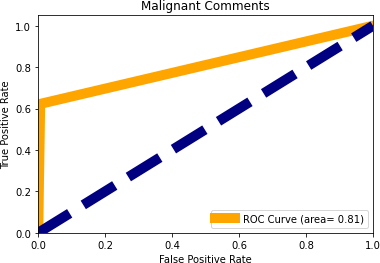 Malignant Comments
True Positive Rate
1.0
0.8
0.6
0.4
0.2
0.0
ROC Curve (area= 0.81)
0.0 0.2 0.4 0.6 0.8 1.0
False Positive Rate